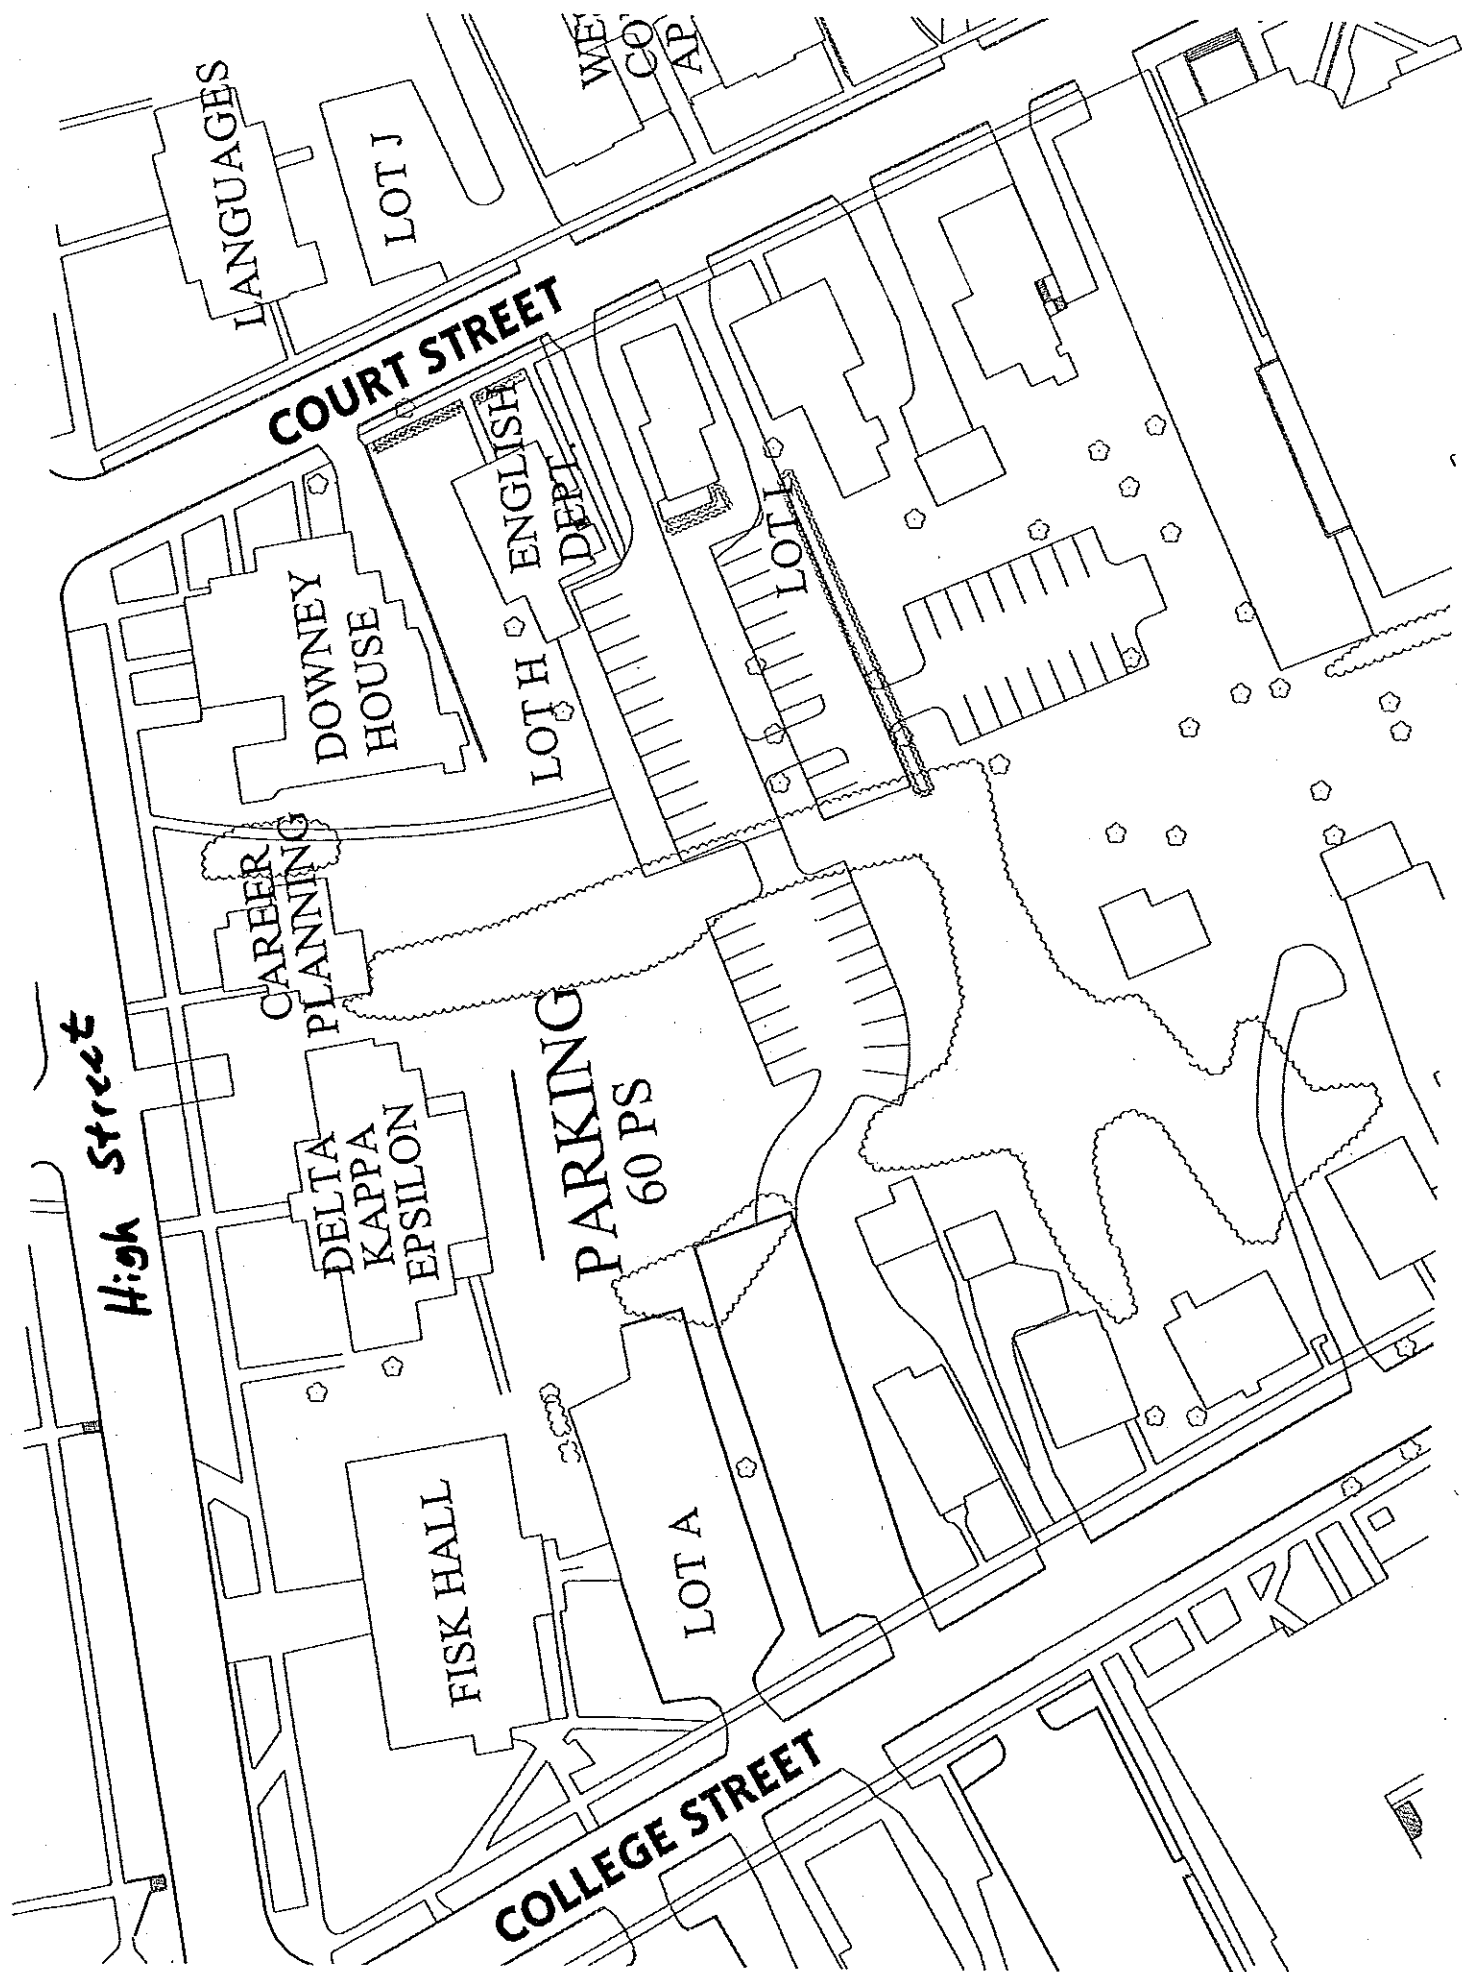 LANGUAGES
LOT J
COURT STREET
ENGLISH
DEPT.
LOT I
DOWNEY
HOUSE
LOT H
CAREER
PLANNING
High Street
DELTA
KAPPA
EPSILON
PARKING
60 PS
FISK HALL
LOT A
COLLEGE STREET